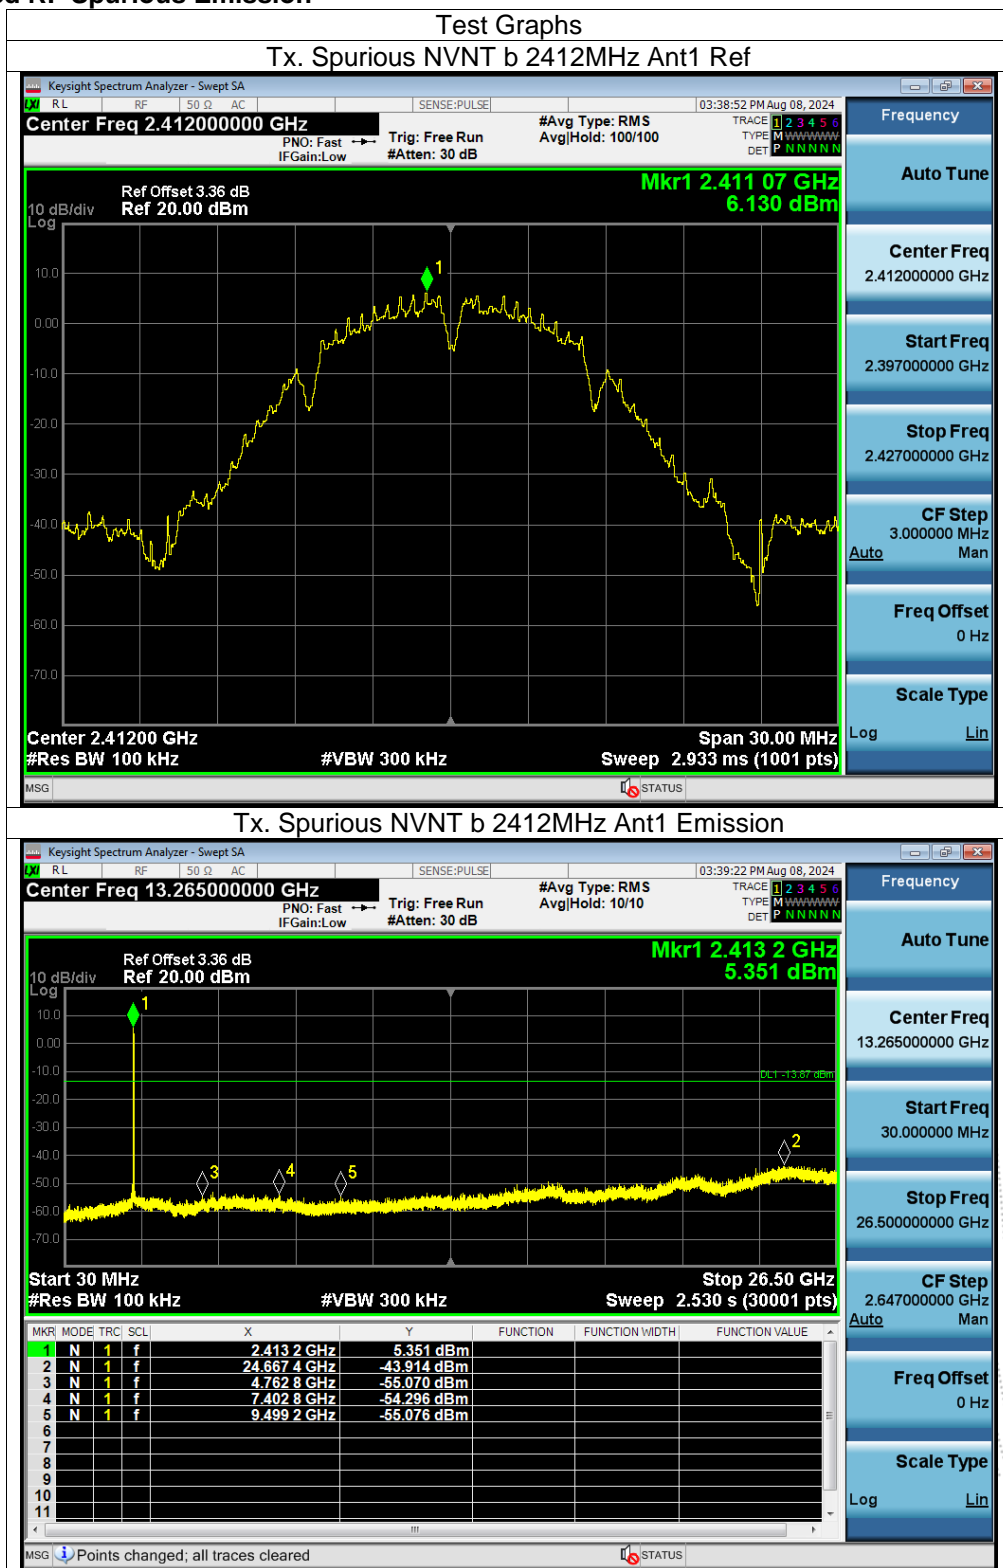 Test Graphs
Tx. Spurious NVNT b 2412MHz Ant1 Ref
Keysight Spectrum Analyzer - Swept SA
LXI RL RF 50 Ω AC SENSE:PULSE 03:38:52 PM Aug 08, 2024
Center Freq 2.412000000 GHz
PNO: Fast
IFGain:Low
Trig: Free Run
#Atten: 30 dB
#Avg Type: RMS
Avg|Hold: 100/100
TRACE 1 2 3 4 5 6
TYPE M WWWWW
DET P N N N N N
Ref Offset 3.36 dB
Ref 20.00 dBm
10 dB/div
Log
Mkr1 2.411 07 GHz
6.130 dBm
1
10.0
0.00
-10.0
-20.0
-30.0
-40.0
-50.0
-60.0
-70.0
Center 2.41200 GHz
Span 30.00 MHz
#Res BW 100 kHz
#VBW 300 kHz
Sweep 2.933 ms (1001 pts)
MSG
STATUS
Frequency
Auto Tune
Center Freq
2.412000000 GHz
Start Freq
2.397000000 GHz
Stop Freq
2.427000000 GHz
CF Step
3.000000 MHz
Auto Man
Freq Offset
0 Hz
Scale Type
Log Lin
Tx. Spurious NVNT b 2412MHz Ant1 Emission
Keysight Spectrum Analyzer - Swept SA
LXI RL RF 50 Ω AC SENSE:PULSE 03:39:22 PM Aug 08, 2024
Center Freq 13.265000000 GHz
PNO: Fast
IFGain:Low
Trig: Free Run
#Atten: 30 dB
#Avg Type: RMS
Avg|Hold: 10/10
TRACE 1 2 3 4 5 6
TYPE M WWWWW
DET P N N N N N
Ref Offset 3.36 dB
Ref 20.00 dBm
10 dB/div
Log
Mkr1 2.413 2 GHz
5.351 dBm
1
10.0
0.00
-10.0
DL1 -13.87 dBm
-20.0
-30.0
-40.0
2
3
4
5
-50.0
-60.0
-70.0
Start 30 MHz
Stop 26.50 GHz
#Res BW 100 kHz
#VBW 300 kHz
Sweep 2.530 s (30001 pts)
MKR MODE TRC SCL X Y FUNCTION FUNCTION WIDTH FUNCTION VALUE
1 N 1 f 2.413 2 GHz 5.351 dBm
2 N 1 f 24.667 4 GHz -43.914 dBm
3 N 1 f 4.762 8 GHz -55.070 dBm
4 N 1 f 7.402 8 GHz -54.296 dBm
5 N 1 f 9.499 2 GHz -55.076 dBm
6
7
8
9
10
11
MSG Points changed; all traces cleared
STATUS
Frequency
Auto Tune
Center Freq
13.265000000 GHz
Start Freq
30.000000 MHz
Stop Freq
26.500000000 GHz
CF Step
2.647000000 GHz
Auto Man
Freq Offset
0 Hz
Scale Type
Log Lin